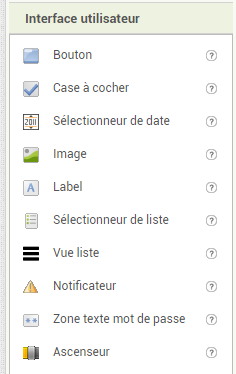 Interface utilisateur
Bouton
Case à cocher
2011
Sélectionneur de date
Image
A
Label
Sélectionneur de liste
Vue liste
Notificateur
Zone texte mot de passe
Ascenseur